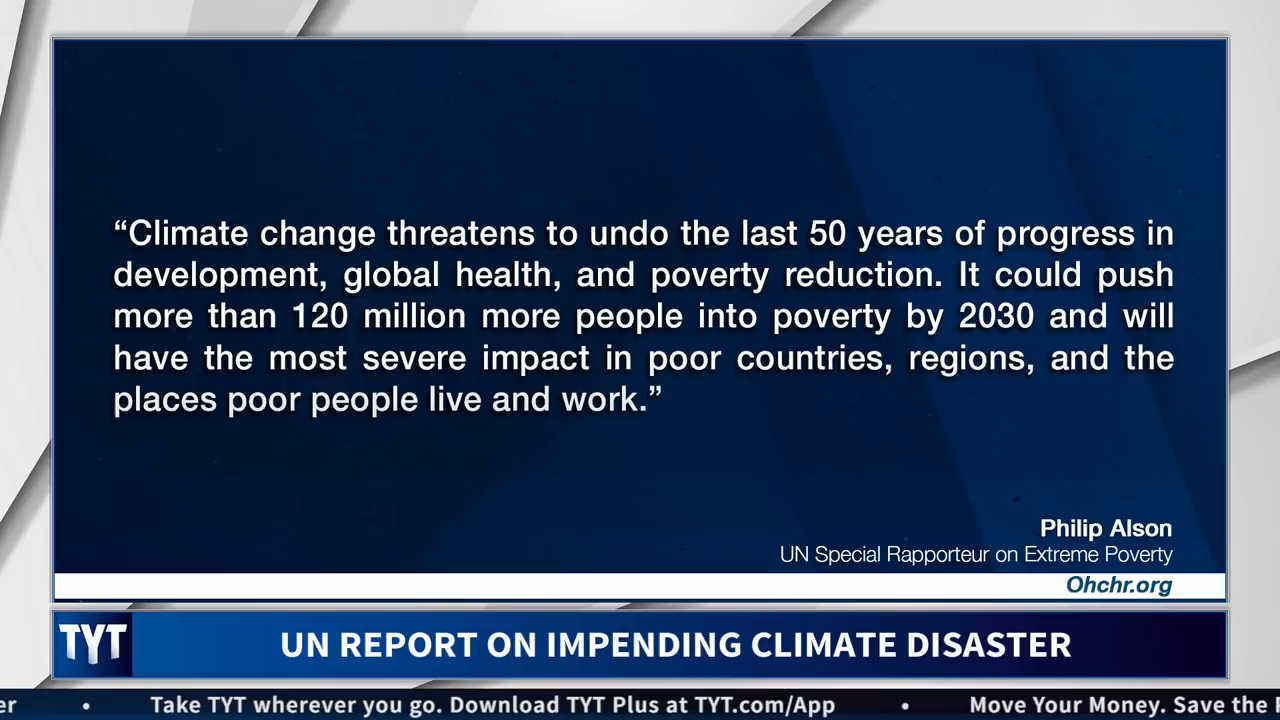 “Climate change threatens to undo the last 50 years of progress in
development, global health, and poverty reduction. It could push
more than 120 million more people into poverty by 2030 and will
have the most severe impact in poor countries, regions, and the
places poor people live and work.”
Philip Alson
UN Special Rapporteur on Extreme Poverty
Ohchr.org
TYT UN REPORT ON IMPENDING CLIMATE DISASTER
er • Take TYT wherever you go. Download TYT Plus at TYT.com/App • Move Your Money. Save the